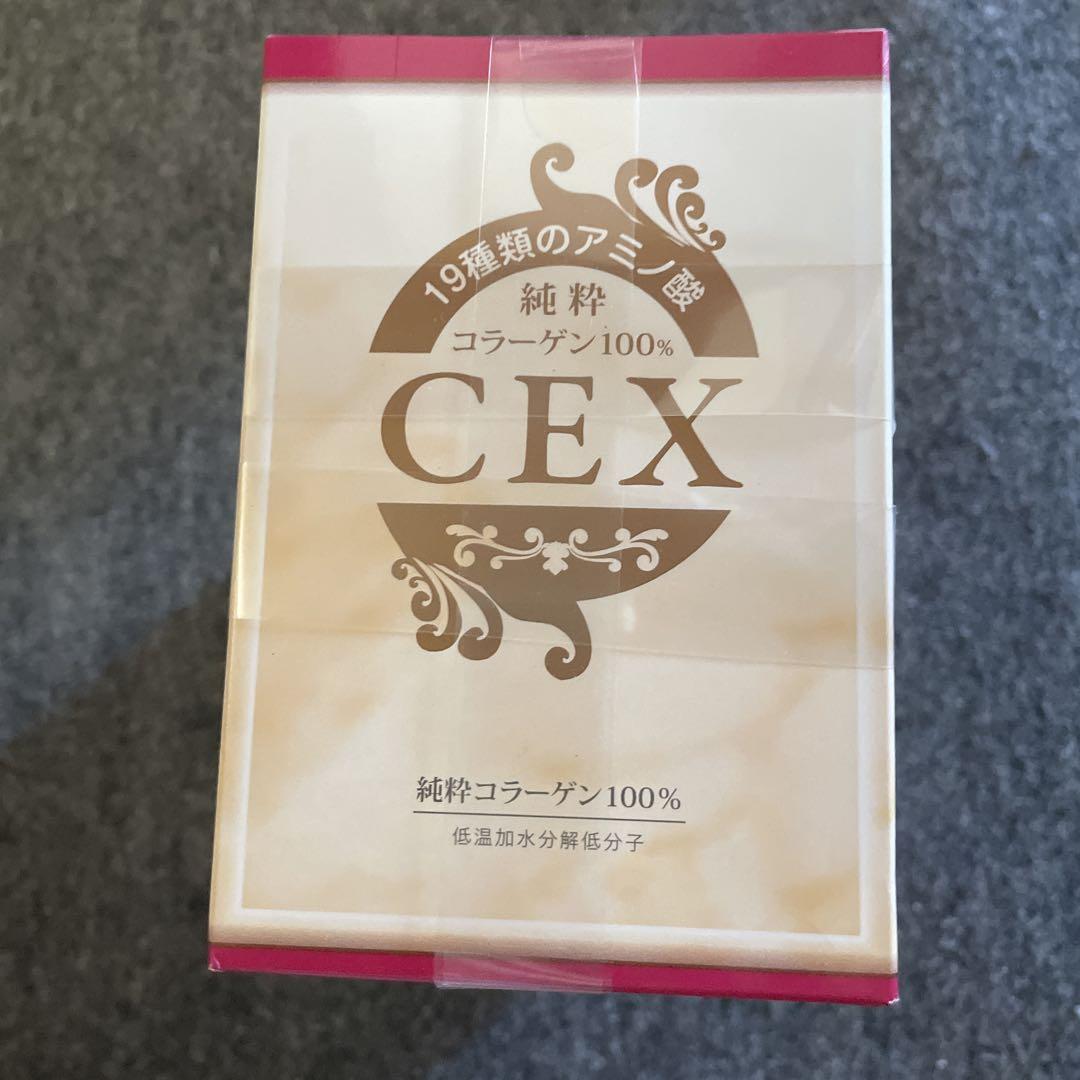 19種類のアミノ酸
純粋
コラーゲン100%
CEX
純粋コラーゲン100%
低温加水分解低分子